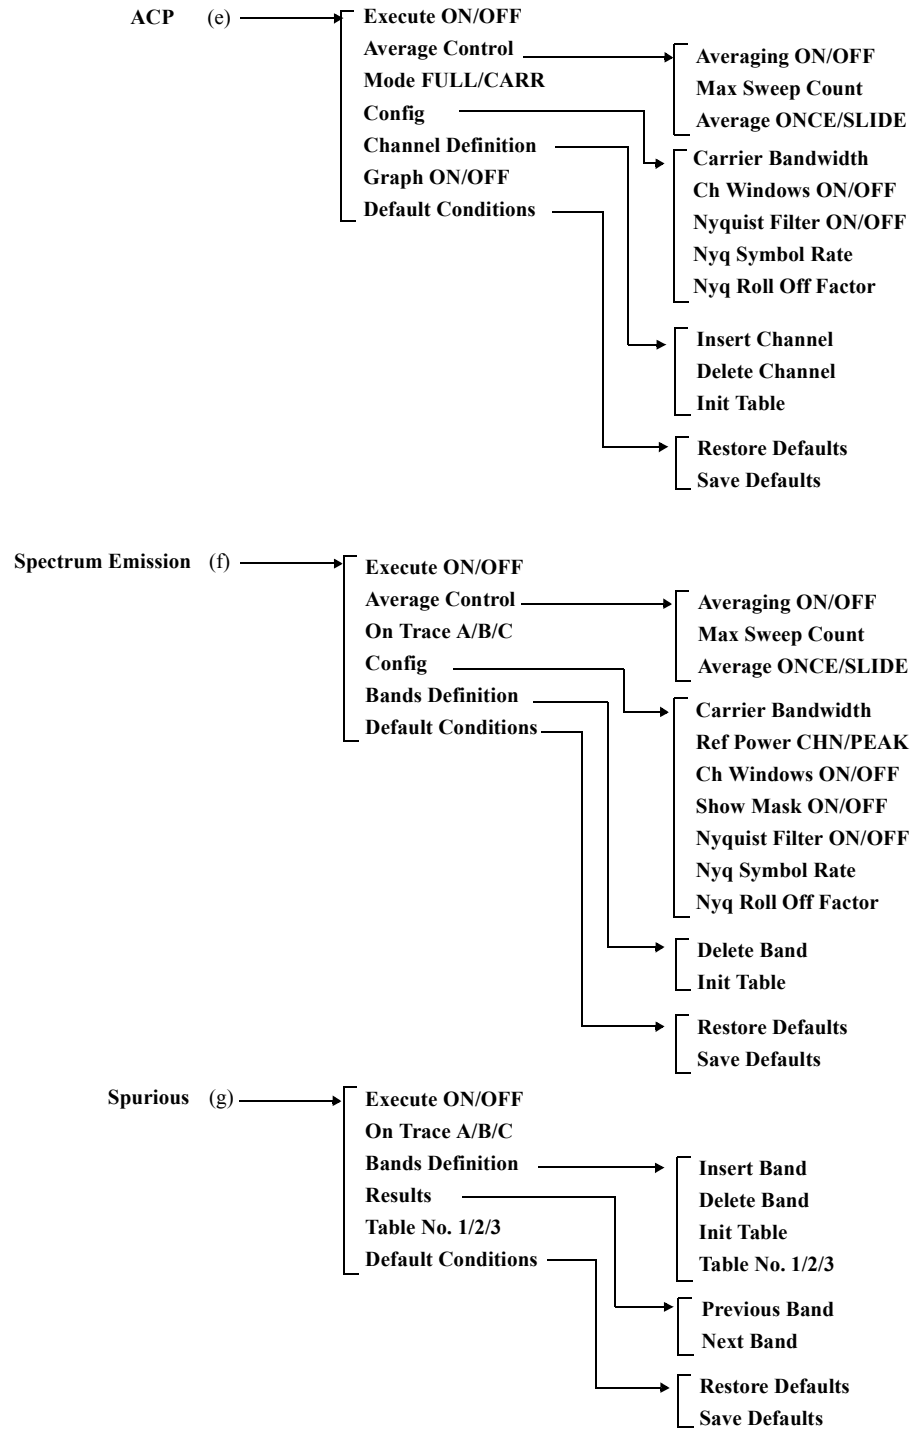 ACP (e)
Execute ON/OFF
Average Control
Mode FULL/CARR
Config
Channel Definition
Graph ON/OFF
Default Conditions
Averaging ON/OFF
Max Sweep Count
Average ONCE/SLIDE
Carrier Bandwidth
Ch Windows ON/OFF
Nyquist Filter ON/OFF
Nyq Symbol Rate
Nyq Roll Off Factor
Insert Channel
Delete Channel
Init Table
Restore Defaults
Save Defaults
Spectrum Emission (f)
Execute ON/OFF
Average Control
On Trace A/B/C
Config
Bands Definition
Default Conditions
Averaging ON/OFF
Max Sweep Count
Average ONCE/SLIDE
Carrier Bandwidth
Ref Power CHN/PEAK
Ch Windows ON/OFF
Show Mask ON/OFF
Nyquist Filter ON/OFF
Nyq Symbol Rate
Nyq Roll Off Factor
Delete Band
Init Table
Restore Defaults
Save Defaults
Spurious (g)
Execute ON/OFF
On Trace A/B/C
Bands Definition
Results
Table No. 1/2/3
Default Conditions
Insert Band
Delete Band
Init Table
Table No. 1/2/3
Previous Band
Next Band
Restore Defaults
Save Defaults